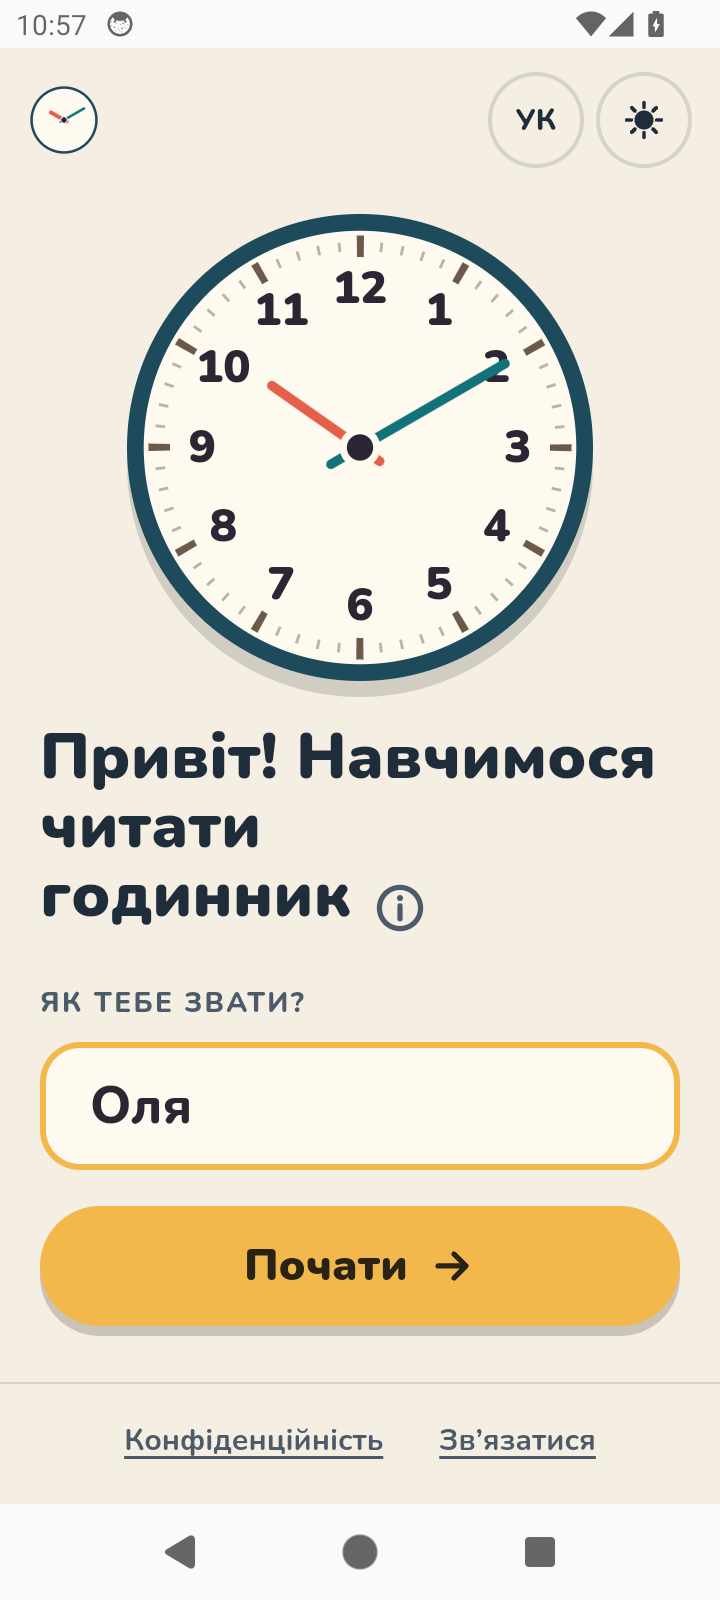 10:57
УК
12
11
1
10
2
9
3
8
4
7
5
6
Привіт! Навчимося
читати
годинник
ЯК ТЕБЕ ЗВАТИ?
Оля
Почати →
Конфіденційність Зв’язатися